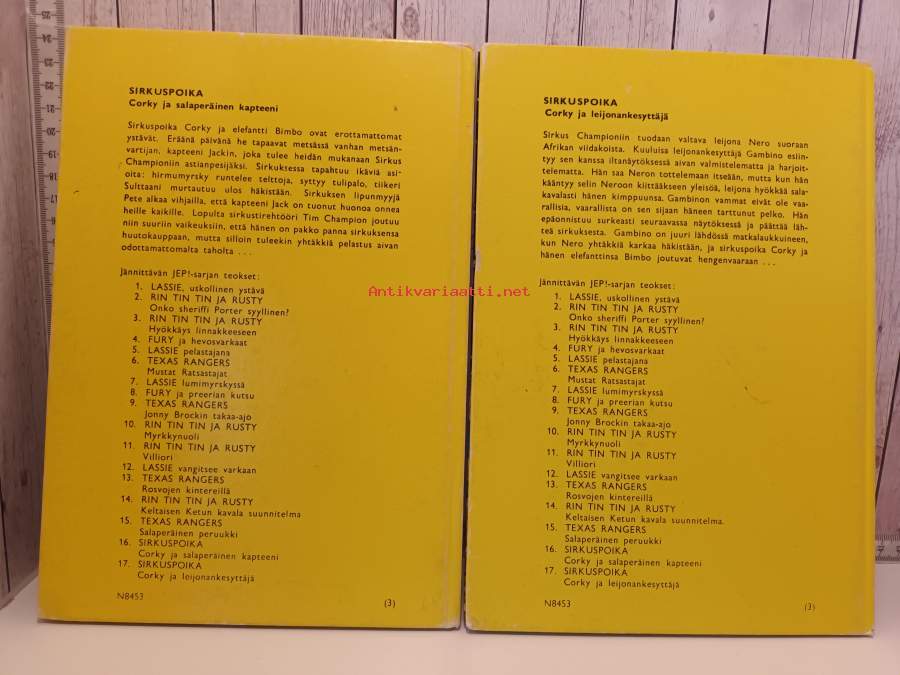 SIRKUSPOIKA
Corky ja salaperäinen kapteeni
Sirkuspoika Corky ja elefantti Bimbo ovat erottamattomat
ystävät. Eräänä päivänä he tapaavat metsässä vanhan metsän-
vartijan, kapteeni Jackin, joka tulee heidän mukanaan Sirkus
Championiin astianpesijäksi. Sirkuksessa tapahtuu ikäviä asi-
oita: hirmumyrsky runtelee telttoja, syttyy tulipalo, tiikeri
Sulttaani murtautuu ulos häkistään. Sirkuksen lipunmyyjä
Pete alkaa vihjailla, että kapteeni Jack on tuonut huonoa onnea
heille kaikille. Lopulta sirkustirehtööri Tim Champion joutuu
niin suuriin vaikeuksiin, että hänen on pakko panna sirkuksensa
huutokauppaan, mutta silloin tuleekin yhtäkkiä pelastus aivan
odottamattomalta taholta ...
Jännittävän JEP!-sarjan teokset:
1. LASSIE, uskollinen ystävä
2. RIN TIN TIN JA RUSTY
Onko sheriffi Porter syyllinen?
3. RIN TIN TIN JA RUSTY
Hyökkäys linnakkeeseen
4. FURY ja hevosvarkaat
5. LASSIE pelastajana
6. TEXAS RANGERS
Mustat Ratsastajat
7. LASSIE lumimyrskyssä
8. FURY ja preerian kutsu
9. TEXAS RANGERS
Jonny Brockin takaa-ajo
10. RIN TIN TIN JA RUSTY
Myrkkynuoli
11. RIN TIN TIN JA RUSTY
Villiori
12. LASSIE vangitsee varkaan
13. TEXAS RANGERS
Rosvojen kintereillä
14. RIN TIN TIN JA RUSTY
Keltaisen Ketun kavala suunnitelma
15. TEXAS RANGERS
Salaperäinen peruukki
16. SIRKUSPOIKA
Corky ja salaperäinen kapteeni
17. SIRKUSPOIKA
Corky ja leijonankesyttäjä
N8453
(3)
SIRKUSPOIKA
Corky ja leijonankesyttäjä
Sirkus Championiin tuodaan valtava leijona Nero suoraan
Afrikan viidakoista. Kuuluisa leijonankesyttäjä Gambino esiin-
tyy sen kanssa iltanäytöksessä aivan valmistelematta ja harjoit-
telematta. Hän saa Neron tottelemaan itseään, mutta kun hän
kääntyy selin Neroon kiittääkseen yleisöä, leijona hyökkää sala-
kavalasti hänen kimppuunsa. Gambinon vammat eivät ole vaa-
rallisia, vaarallista on sen sijaan häneen tarttunut pelko. Hän
epäonnistuu surkeasti seuraavassa näytöksessä ja päättää läh-
teä sirkuksesta. Gambino on juuri lähdössä matkalaukkuineen,
kun Nero yhtäkkiä karkaa häkistään, ja sirkuspoika Corky ja
hänen elefanttinsa Bimbo joutuvat hengenvaaraan ...
Jännittävän JEP!-sarjan teokset:
1. LASSIE, uskollinen ystävä
2. RIN TIN TIN JA RUSTY
Onko sheriffi Porter syyllinen?
3. RIN TIN TIN JA RUSTY
Hyökkäys linnakkeeseen
4. FURY ja hevosvarkaat
5. LASSIE pelastajana
6. TEXAS RANGERS
Mustat Ratsastajat
7. LASSIE lumimyrskyssä
8. FURY ja preerian kutsu
9. TEXAS RANGERS
Jonny Brockin takaa-ajo
10. RIN TIN TIN JA RUSTY
Myrkkynuoli
11. RIN TIN TIN JA RUSTY
Villiori
12. LASSIE vangitsee varkaan
13. TEXAS RANGERS
Rosvojen kintereillä
14. RIN TIN TIN JA RUSTY
Keltaisen Ketun kavala suunnitelma.
15. TEXAS RANGERS
Salaperäinen peruukki
16. SIRKUSPOIKA
Corky ja salaperäinen kapteeni
17. SIRKUSPOIKA
Corky ja leijonankesyttäjä
N8453
(3)
Antikvariaatti.net